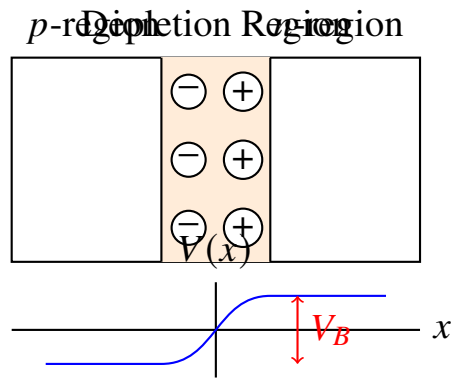 p-region Depletion Region n-region
− +
− +
− +
V(x)
V_B x